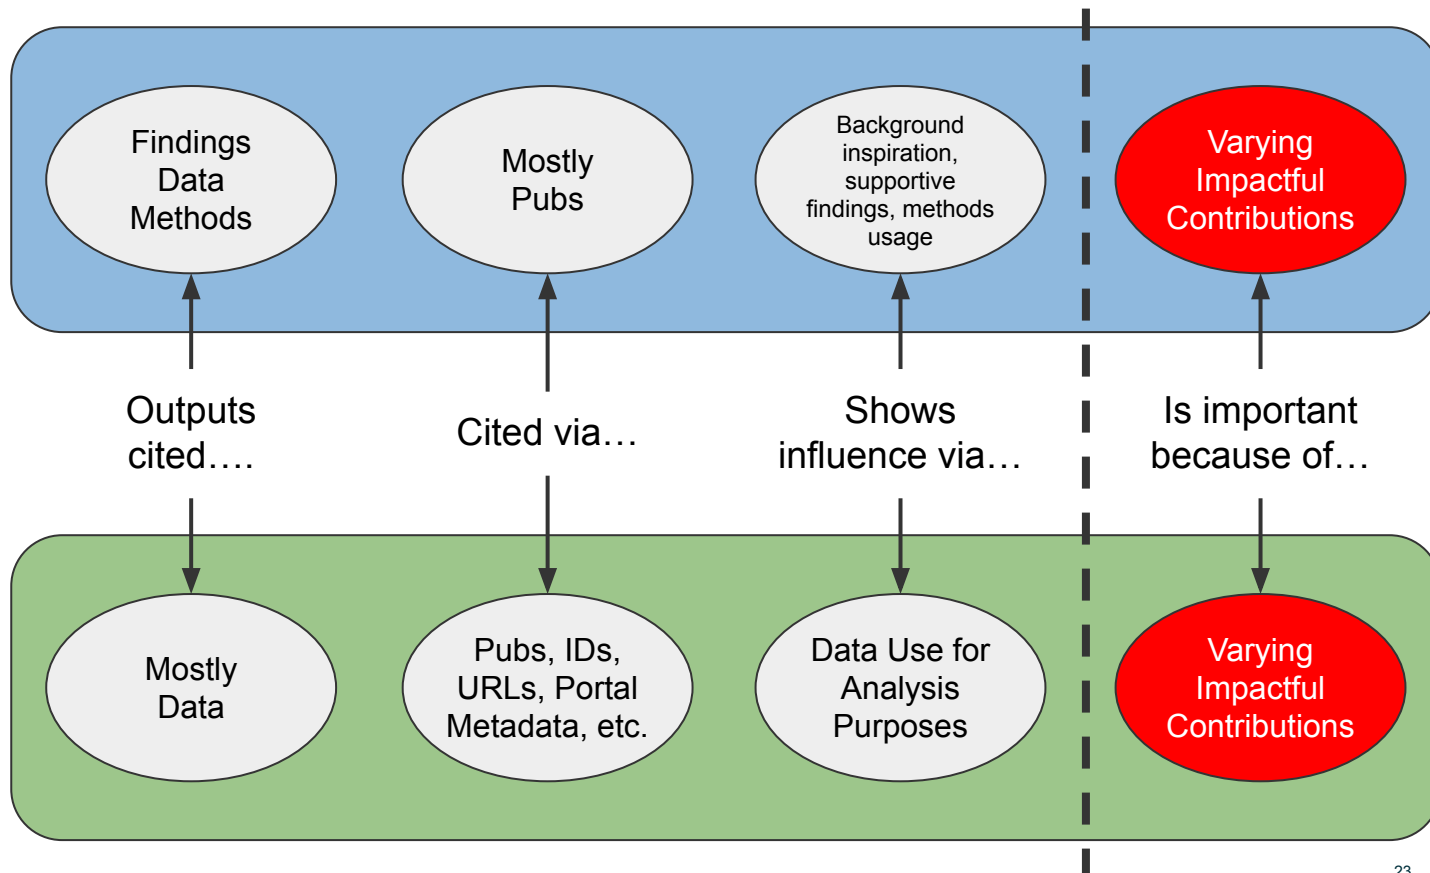 Findings
Data
Methods
Mostly
Pubs
Background
inspiration,
supportive
findings, methods
usage
Varying
Impactful
Contributions
Outputs
cited….
Cited via…
Shows
influence via…
Is important
because of…
Mostly
Data
Pubs, IDs,
URLs, Portal
Metadata, etc.
Data Use for
Analysis
Purposes
Varying
Impactful
Contributions
23